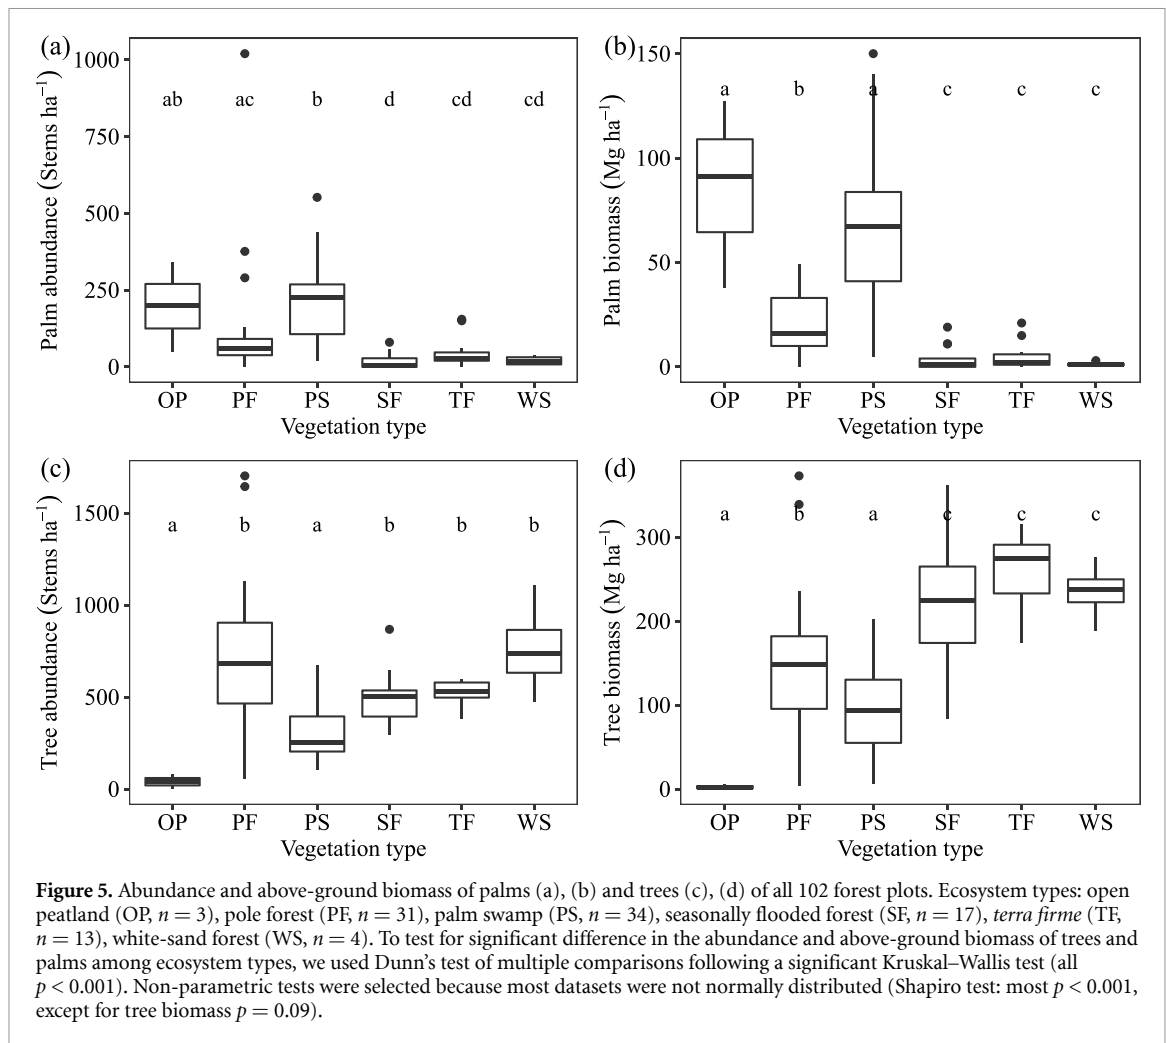 (a)
Palm abundance (Stems ha⁻¹)
1000
750
500
250
0
ab ac b d cd cd
OP PF PS SF TF WS
Vegetation type
(b)
Palm biomass (Mg ha⁻¹)
150
100
50
0
a b a c c c
OP PF PS SF TF WS
Vegetation type
(c)
Tree abundance (Stems ha⁻¹)
1500
1000
500
0
a b a b b b
OP PF PS SF TF WS
Vegetation type
(d)
Tree biomass (Mg ha⁻¹)
300
200
100
0
a b a c c c
OP PF PS SF TF WS
Vegetation type
Figure 5. Abundance and above-ground biomass of palms (a), (b) and trees (c), (d) of all 102 forest plots. Ecosystem types: open
peatland (OP, n = 3), pole forest (PF, n = 31), palm swamp (PS, n = 34), seasonally flooded forest (SF, n = 17), terra firme (TF,
n = 13), white-sand forest (WS, n = 4). To test for significant difference in the abundance and above-ground biomass of trees and
palms among ecosystem types, we used Dunn's test of multiple comparisons following a significant Kruskal–Wallis test (all
p < 0.001). Non-parametric tests were selected because most datasets were not normally distributed (Shapiro test: most p < 0.001,
except for tree biomass p = 0.09).